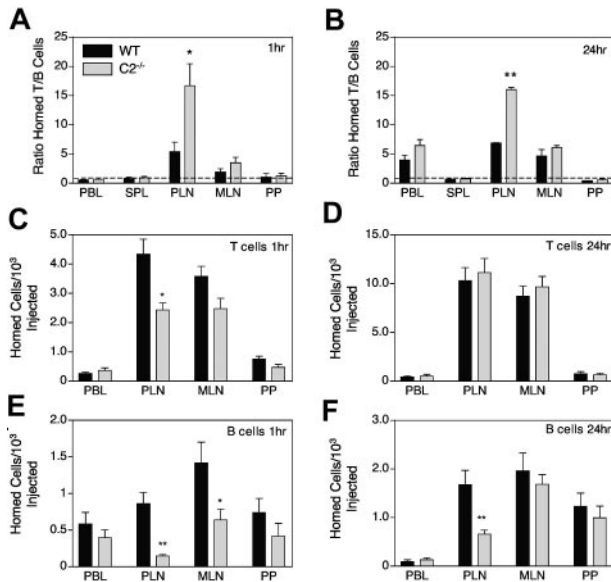 A
B
WT
C2⁻/⁻
1hr
24hr
*
**
25
20
15
10
5
0
25
20
15
10
5
0
Ratio Homed T/B Cells
Ratio Homed T/B Cells
PBL SPL PLN MLN PP
PBL SPL PLN MLN PP
C
D
T cells 1hr
T cells 24hr
5.0
4.0
3.0
2.0
1.0
0
15.0
10.0
5.0
0
*
Homed Cells/10³
Injected
Homed Cells/10³
Injected
PBL PLN MLN PP
PBL PLN MLN PP
E
F
B cells 1hr
B cells 24hr
2.0
1.5
1.0
0.5
0
3.0
2.0
1.0
0
**
*
**
Homed Cells/10³
Injected
Homed Cells/10³
Injected
PBL PLN MLN PP
PBL PLN MLN PP